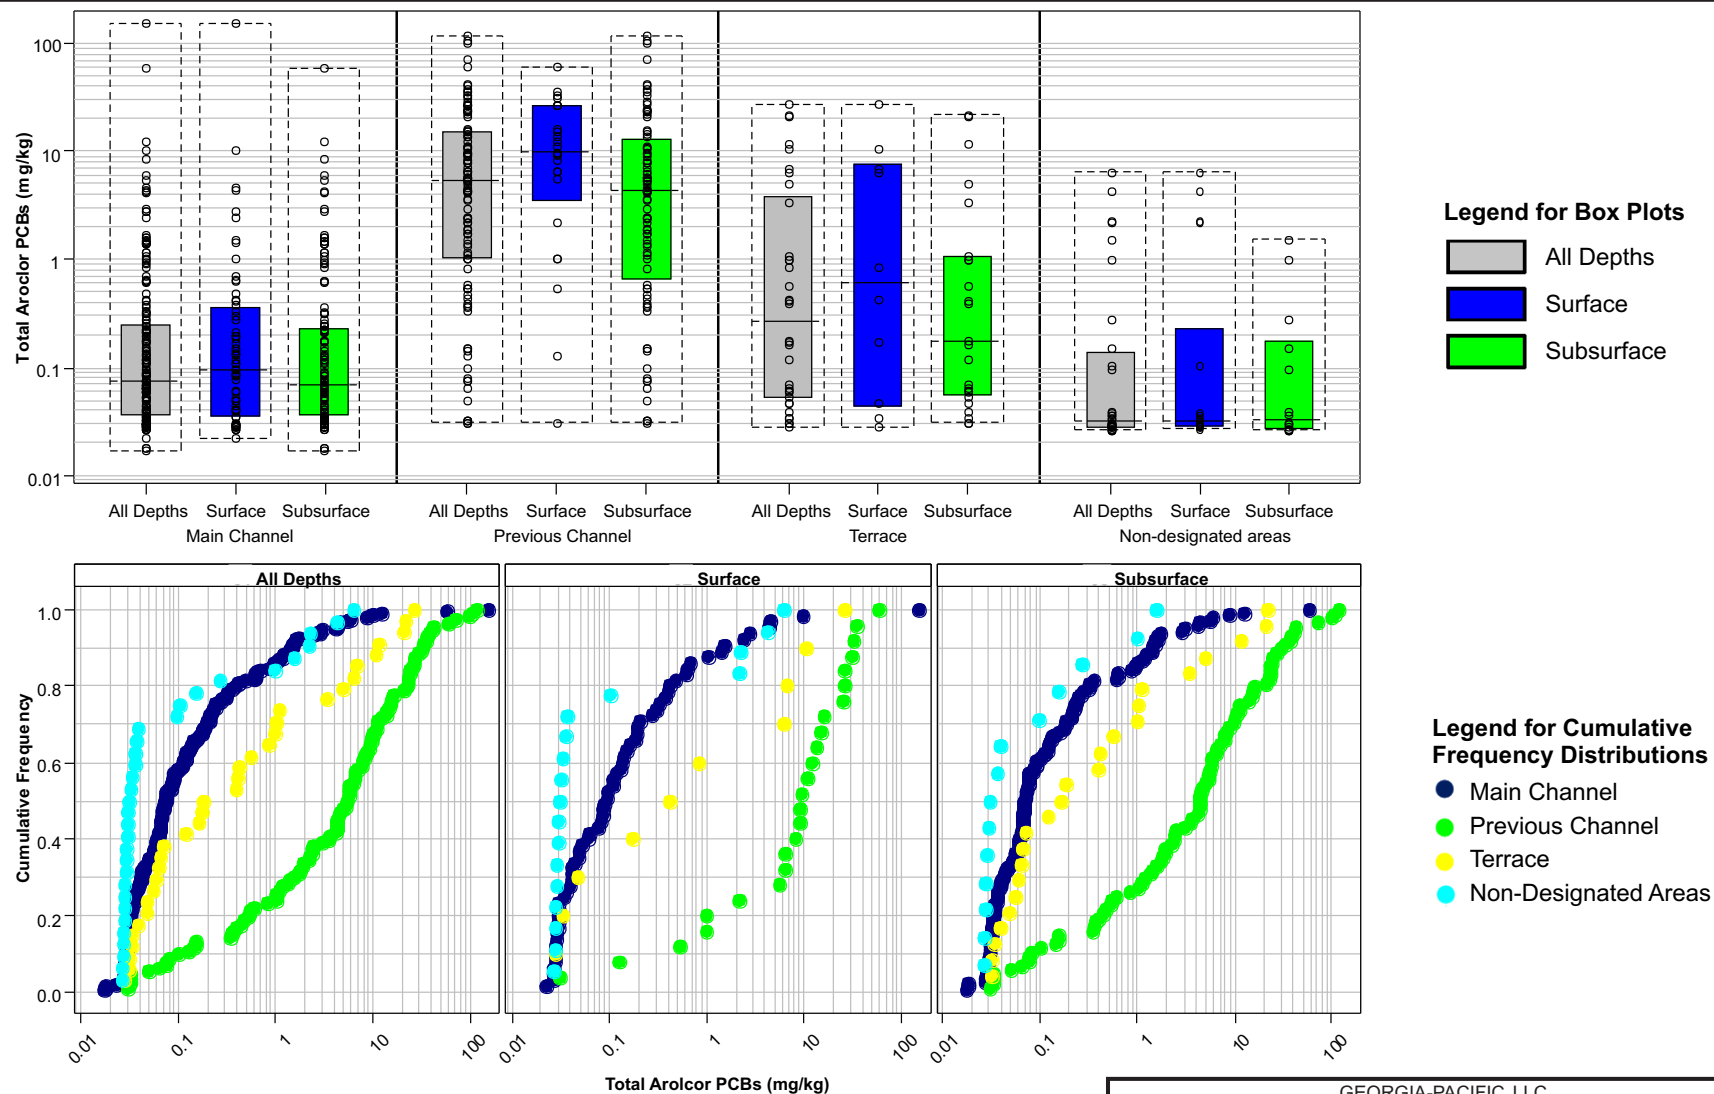 Total Aroclor PCBs (mg/kg)
100
10
1
0.1
0.01
All Depths Surface Subsurface All Depths Surface Subsurface All Depths Surface Subsurface All Depths Surface Subsurface
Main Channel Previous Channel Terrace Non-designated areas
Legend for Box Plots
All Depths
Surface
Subsurface
All Depths Surface Subsurface
Cumulative Frequency
1.0
0.8
0.6
0.4
0.2
0.0
0.01 0.1 1 10 100 0.01 0.1 1 10 100 0.01 0.1 1 10 100
Total Arolcor PCBs (mg/kg)
Legend for Cumulative
Frequency Distributions
Main Channel
Previous Channel
Terrace
Non-Designated Areas
GEORGIA-PACIFIC, LLC